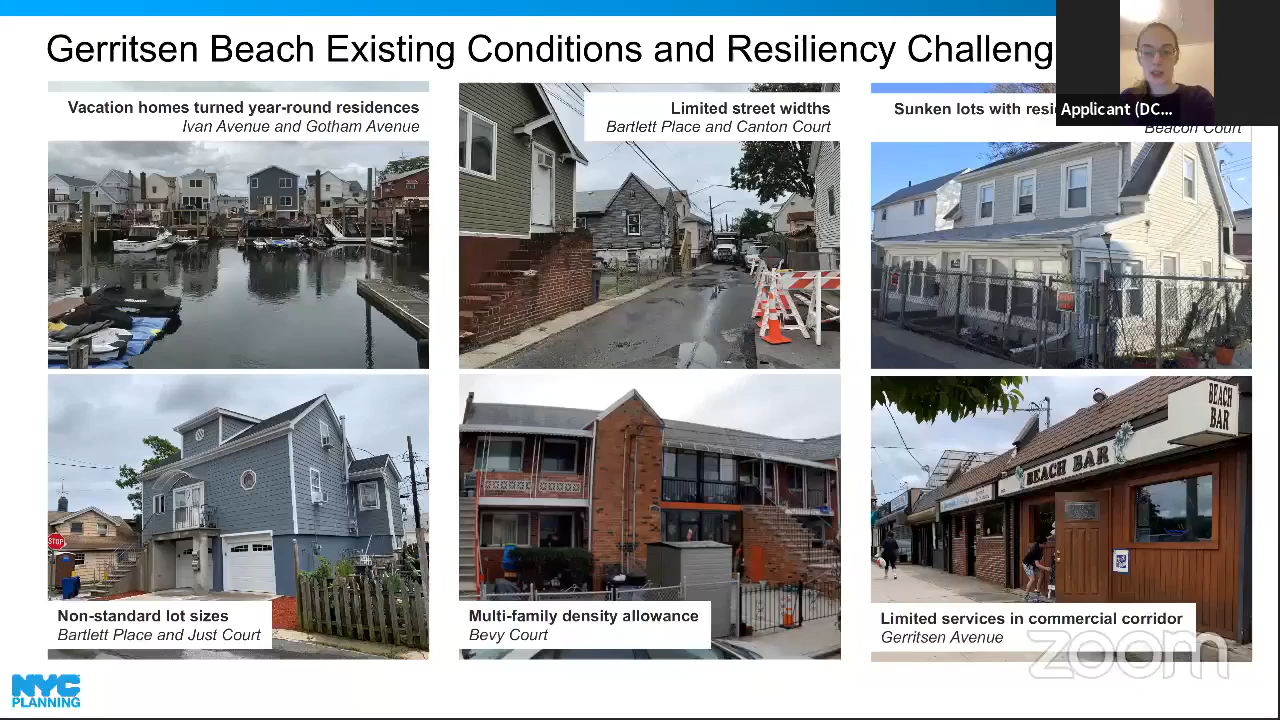 Gerritsen Beach Existing Conditions and Resiliency Challeng
Applicant (DC...
Vacation homes turned year-round residences
Ivan Avenue and Gotham Avenue
Limited street widths
Bartlett Place and Canton Court
Sunken lots with resi
Beacon Court
STOP
BEACH BAR
BEACH
BAR
Non-standard lot sizes
Bartlett Place and Just Court
Multi-family density allowance
Bevy Court
Limited services in commercial corridor
Gerritsen Avenue
zoom
NYC
PLANNING